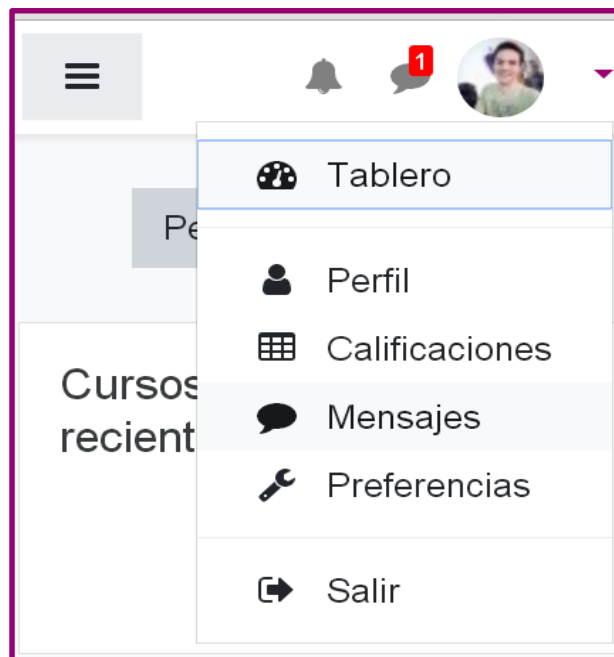 1
Tablero
Pe
Perfil
Calificaciones
Cursos
recient
Mensajes
Preferencias
Salir